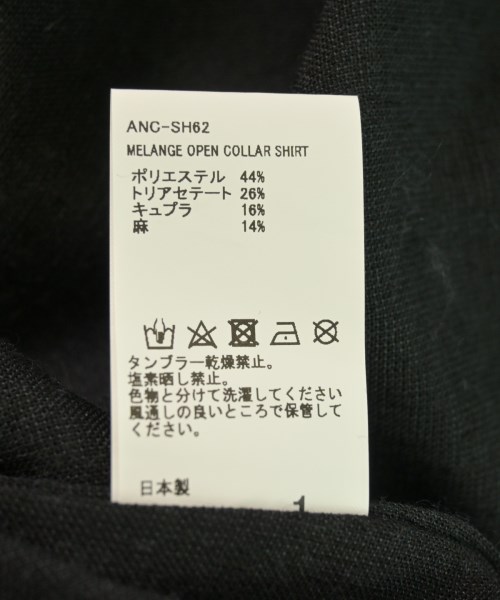 ANC-SH62
MELANGE OPEN COLLAR SHIRT
ポリエステル 44%
トリアセテート 26%
キュプラ 16%
麻 14%
タンブラー乾燥禁止。
塩素晒し禁止。
色物と分けて洗濯してください
風通しの良いところで保管して
ください。
日本製
1